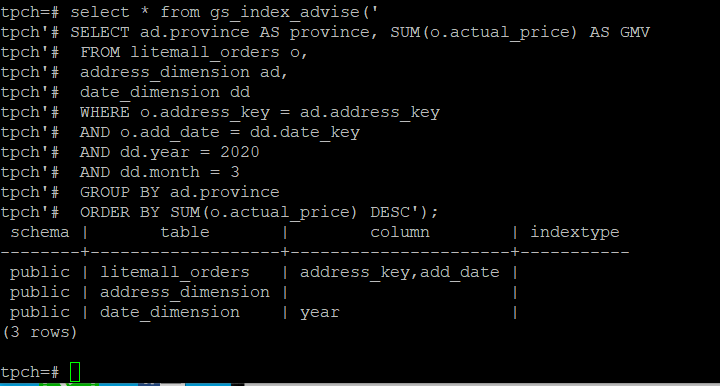 tpch=# select * from gs_index_advise('
tpch'# SELECT ad.province AS province, SUM(o.actual_price) AS GMV
tpch'#  FROM litemall_orders o,
tpch'#  address_dimension ad,
tpch'#  date_dimension dd
tpch'#  WHERE o.address_key = ad.address_key
tpch'#  AND o.add_date = dd.date_key
tpch'#  AND dd.year = 2020
tpch'#  AND dd.month = 3
tpch'#  GROUP BY ad.province
tpch'#  ORDER BY SUM(o.actual_price) DESC');
 schema |       table       |        column        | indextype
--------+-------------------+----------------------+-----------
 public | litemall_orders   | address_key,add_date |
 public | address_dimension |                      |
 public | date_dimension    | year                 |
(3 rows)
tpch=#